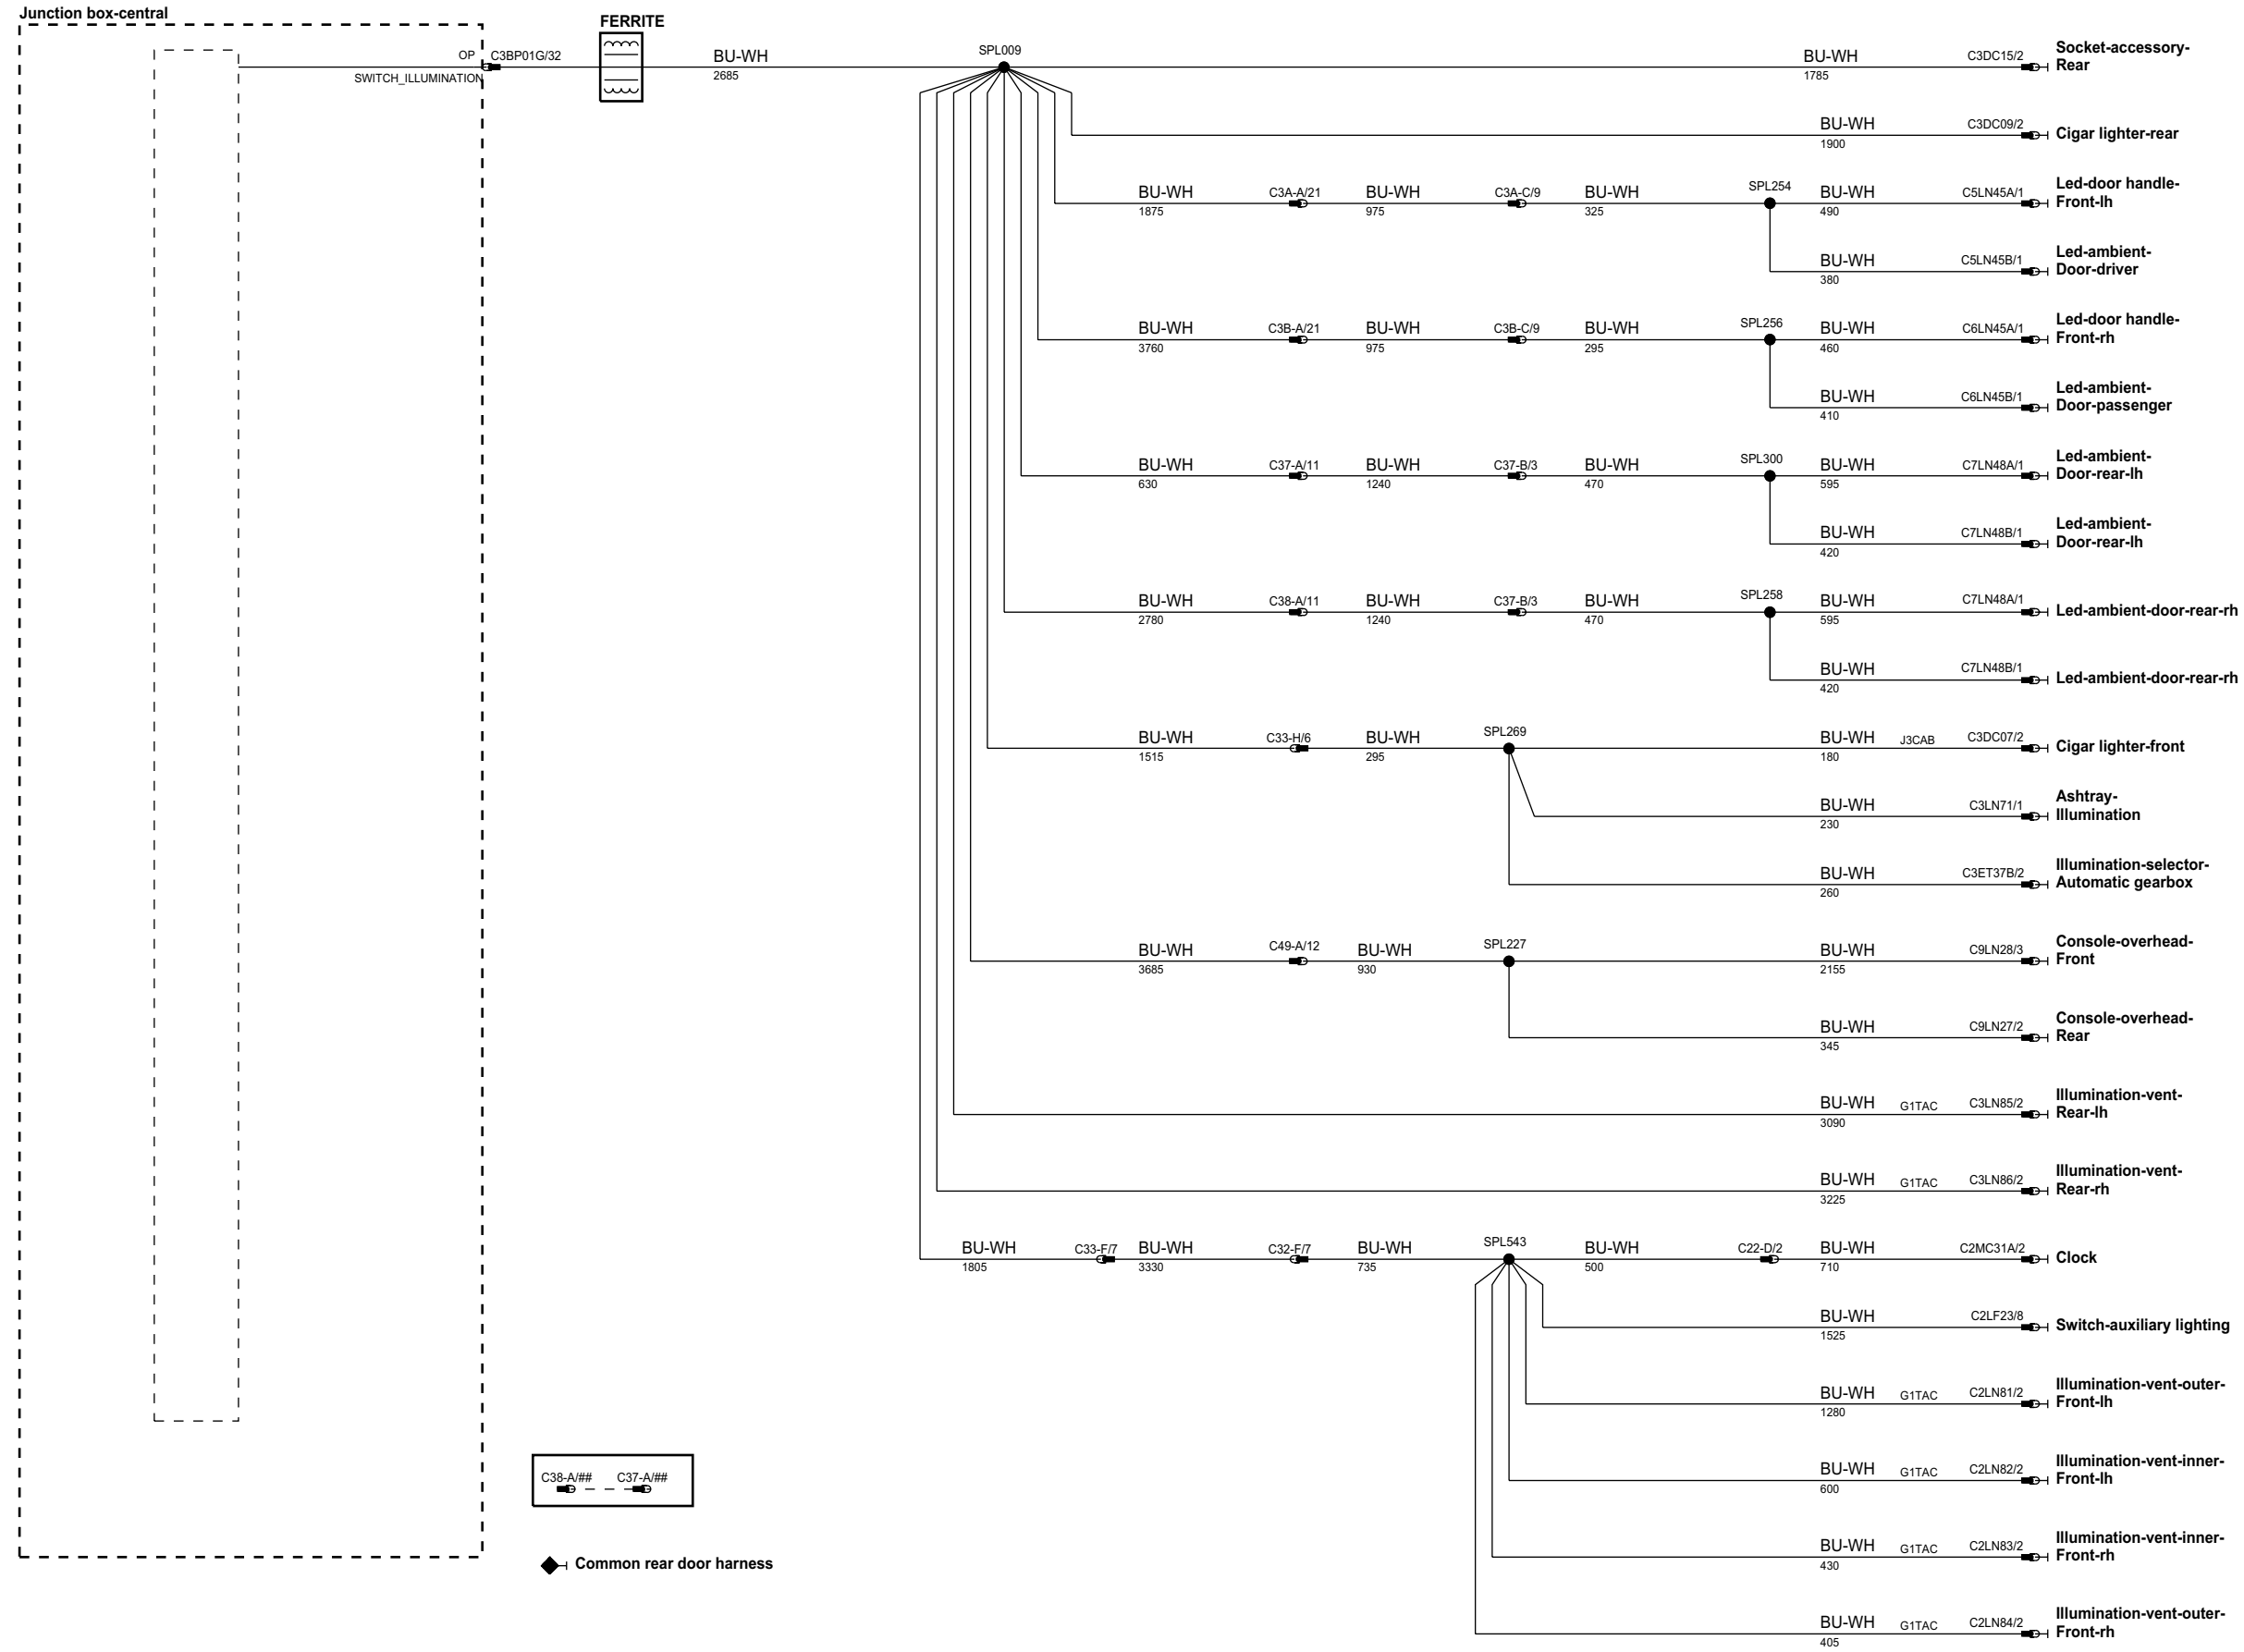 Junction box-central
FERRITE
OP C3BP01G/32
SWITCH_ILLUMINATION
BU-WH
2685
SPL009
BU-WH C3DC15/2
1785
Socket-accessory-
Rear
BU-WH C3DC09/2
1900
Cigar lighter-rear
BU-WH C3A-A/21 BU-WH C3A-C/9 BU-WH SPL254 BU-WH C5LN45A/1
1875 975 325 490
Led-door handle-
Front-lh
BU-WH C5LN45B/1
380
Led-ambient-
Door-driver
BU-WH C3B-A/21 BU-WH C3B-C/9 BU-WH SPL256 BU-WH C6LN45A/1
3760 975 295 460
Led-door handle-
Front-rh
BU-WH C6LN45B/1
410
Led-ambient-
Door-passenger
BU-WH C37-A/11 BU-WH C37-B/3 BU-WH SPL300 BU-WH C7LN48A/1
630 1240 470 595
Led-ambient-
Door-rear-lh
BU-WH C7LN48B/1
420
Led-ambient-
Door-rear-lh
BU-WH C38-A/11 BU-WH C37-B/3 BU-WH SPL258 BU-WH C7LN48A/1
2780 1240 470 595
Led-ambient-door-rear-rh
BU-WH C7LN48B/1
420
Led-ambient-door-rear-rh
BU-WH C33-H/6 BU-WH SPL269 BU-WH J3CAB C3DC07/2
1515 295 180
Cigar lighter-front
BU-WH C3LN71/1
230
Ashtray-
Illumination
BU-WH C3ET37B/2
260
Illumination-selector-
Automatic gearbox
BU-WH C49-A/12 BU-WH SPL227 BU-WH C9LN28/3
3685 930 2155
Console-overhead-
Front
BU-WH C9LN27/2
345
Console-overhead-
Rear
BU-WH G1TAC C3LN85/2
3090
Illumination-vent-
Rear-lh
BU-WH G1TAC C3LN86/2
3225
Illumination-vent-
Rear-rh
BU-WH C33-F/7 BU-WH C32-F/7 BU-WH SPL543 BU-WH C22-D/2 BU-WH C2MC31A/2
1805 3330 735 500 710
Clock
BU-WH C2LF23/8
1525
Switch-auxiliary lighting
BU-WH G1TAC C2LN81/2
1280
Illumination-vent-outer-
Front-lh
BU-WH G1TAC C2LN82/2
600
Illumination-vent-inner-
Front-lh
BU-WH G1TAC C2LN83/2
430
Illumination-vent-inner-
Front-rh
BU-WH G1TAC C2LN84/2
405
Illumination-vent-outer-
Front-rh
C38-A/## C37-A/##
Common rear door harness